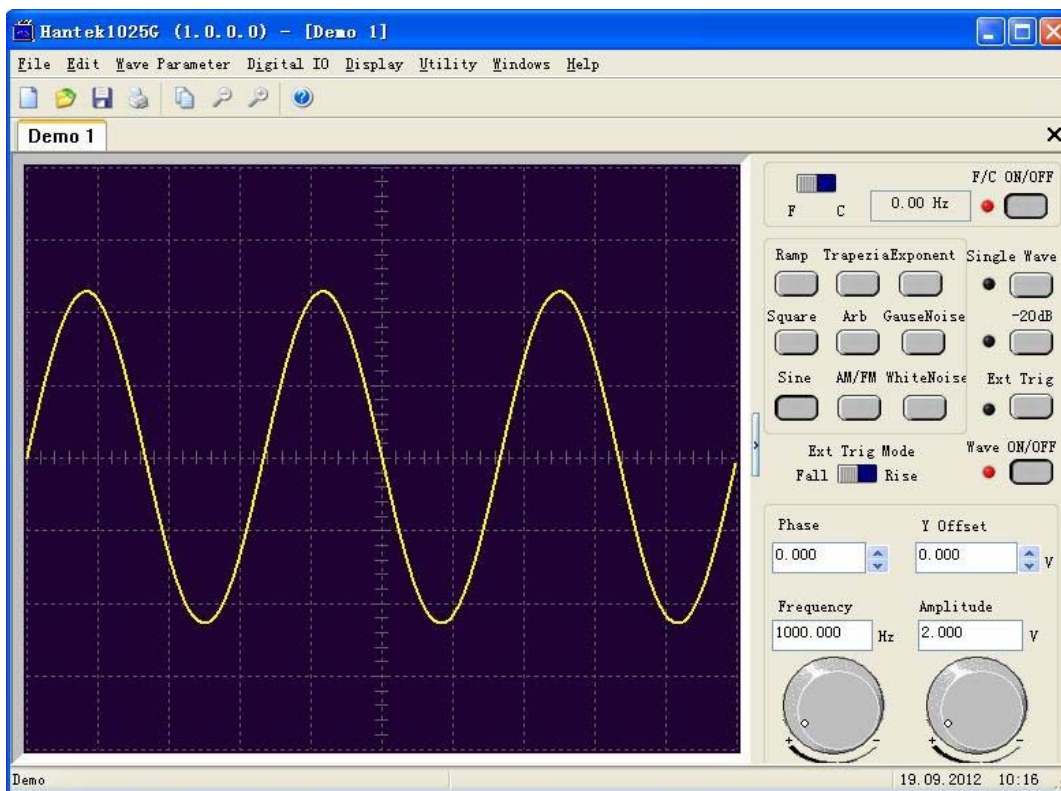 Hantek1025G (1.0.0.0) - [Demo 1]
File Edit Wave Parameter Digital IO Display Utility Windows Help
Demo 1
F/C ON/OFF
F C 0.00 Hz
Ramp TrapeziaExponent Single Wave
Square Arb GauseNoise -20dB
Sine AM/FM WhiteNoise Ext Trig
Ext Trig Mode Wave ON/OFF
Fall Rise
Phase Y Offset
0.000 0.000 V
Frequency Amplitude
1000.000 Hz 2.000 V
+ - + -
Demo 19.09.2012 10:16